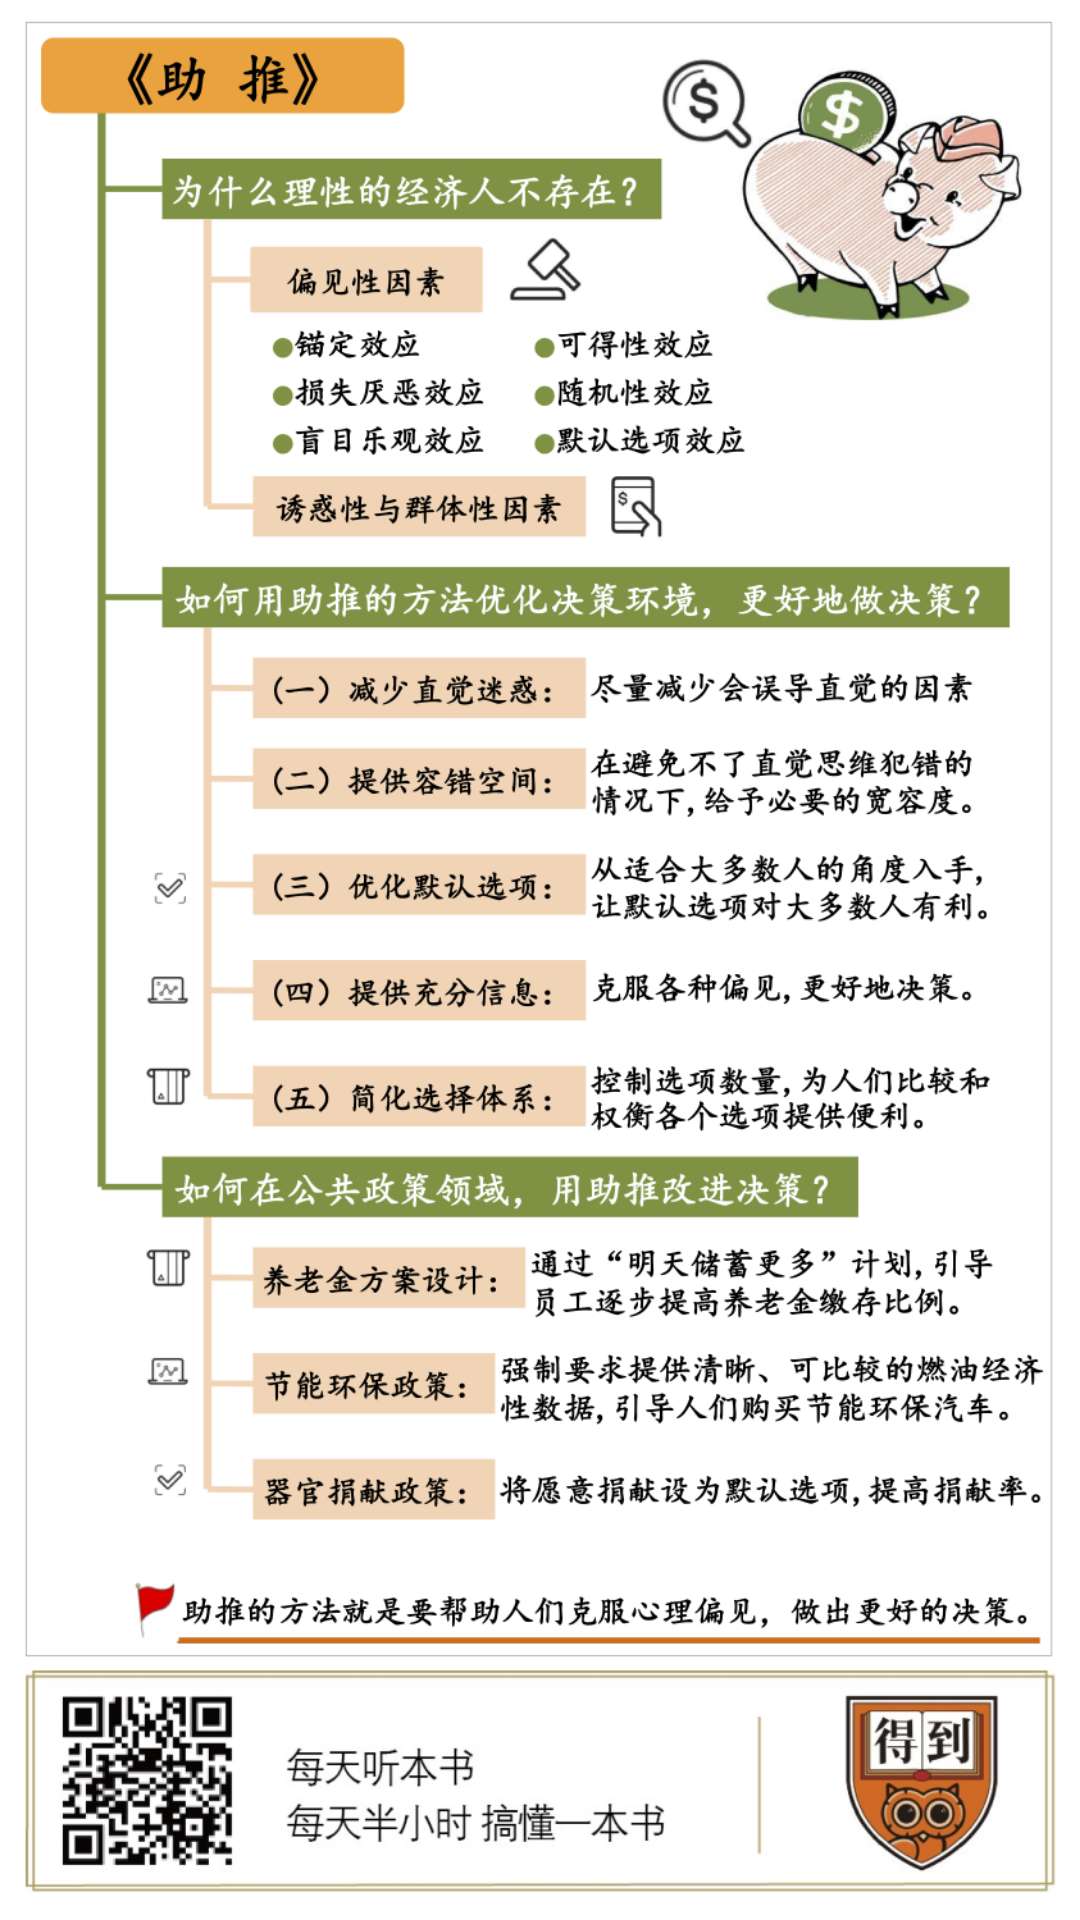 《助 推》
为什么理性的经济人不存在？
偏见性因素
●锚定效应
●可得性效应
●损失厌恶效应
●随机性效应
●盲目乐观效应
●默认选项效应
诱惑性与群体性因素
如何用助推的方法优化决策环境，更好地做决策？
（一）减少直觉迷惑：
尽量减少会误导直觉的因素
（二）提供容错空间：
在避免不了直觉思维犯错的
情况下，给予必要的宽容度。
（三）优化默认选项：
从适合大多数人的角度入手，
让默认选项对大多数人有利。
（四）提供充分信息：
克服各种偏见，更好地决策。
（五）简化选择体系：
控制选项数量，为人们比较和
权衡各个选项提供便利。
如何在公共政策领域，用助推改进决策？
养老金方案设计：
通过“明天储蓄更多”计划，引导
员工逐步提高养老金缴存比例。
节能环保政策：
强制要求提供清晰、可比较的燃油经济
性数据，引导人们购买节能环保汽车。
器官捐献政策：
将愿意捐献设为默认选项，提高捐献率。
助推的方法就是要帮助人们克服心理偏见，做出更好的决策。
每天听本书
每天半小时 搞懂一本书
得到